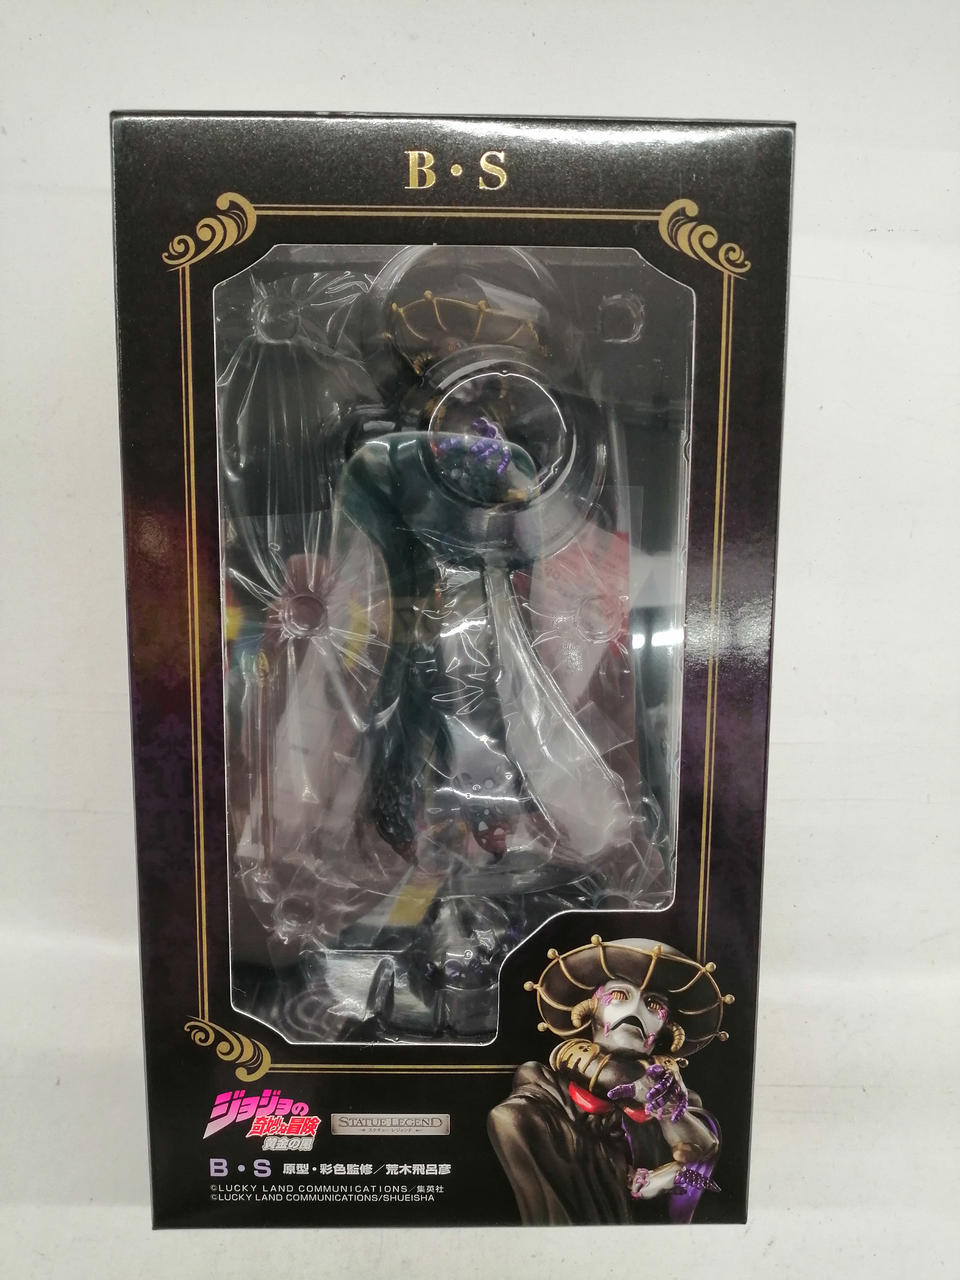 B・S
ジョジョの
奇妙な冒険
黄金の風
STATUE LEGEND
スタチュー・レジェンド
B・S 原型・彩色監修／荒木飛呂彦
©LUCKY LAND COMMUNICATIONS／集英社
©LUCKY LAND COMMUNICATIONS/SHUEISHA